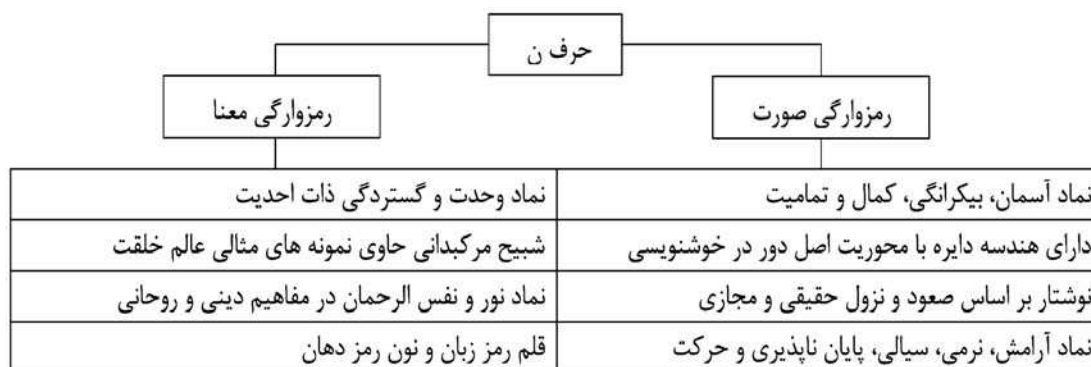 حرف ن
رمزوارگی صورت
رمزوارگی معنا
نماد آسمان، بیکرانگی، کمال و تمامیت
نماد وحدت و گستردگی ذات احدیت
دارای هندسه دایره با محوریت اصل دور در خوشنویسی
شبیح مرکبدانی حاوی نمونه های مثالی عالم خلقت
نوشتار بر اساس صعود و نزول حقیقی و مجازی
نماد نور و نفس الرحمان در مفاهیم دینی و روحانی
نماد آرامش، نرمی، سیالی، پایان ناپذیری و حرکت
قلم رمز زبان و نون رمز دهان